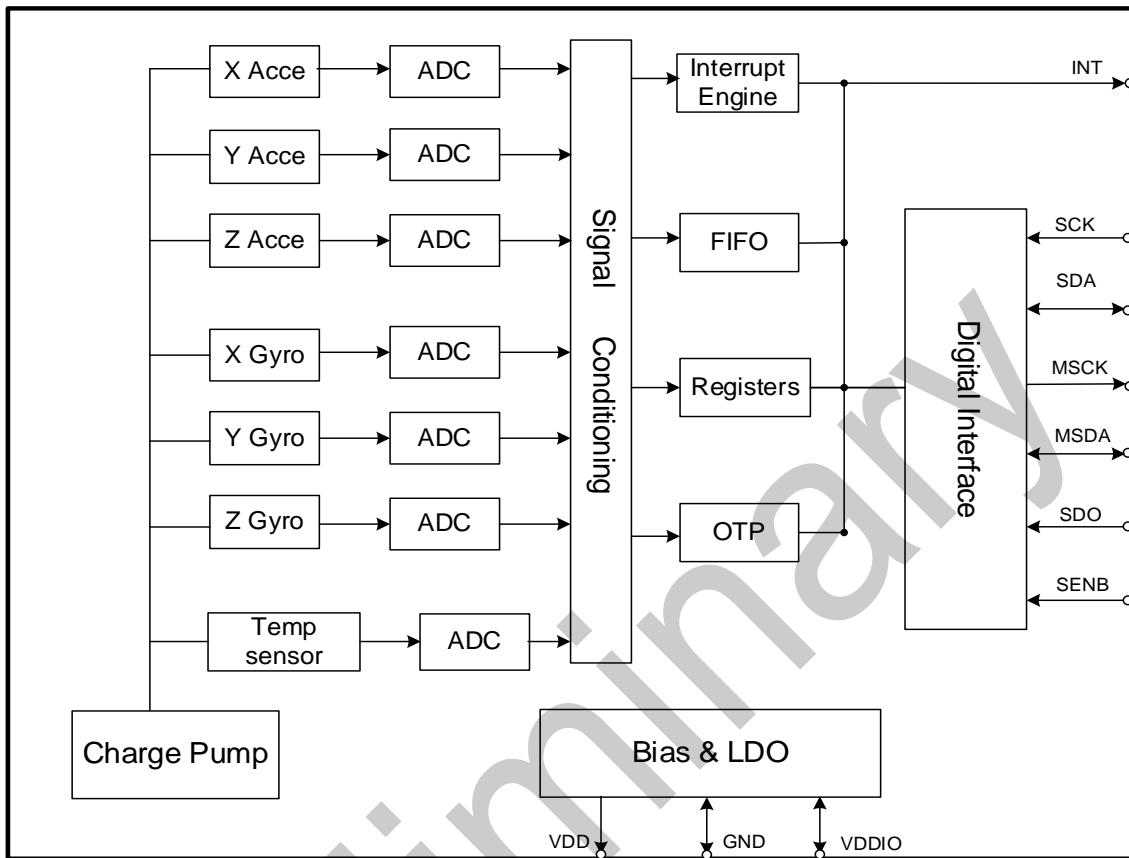 X Acce
ADC
Interrupt
Engine
INT
Y Acce
ADC
Z Acce
ADC
FIFO
SCK
SDA
X Gyro
ADC
Signal Conditioning
Registers
Digital Interface
MSCK
Y Gyro
ADC
MSDA
Z Gyro
ADC
OTP
SDO
SENB
Temp
sensor
ADC
Charge Pump
Bias & LDO
VDD
GND
VDDIO